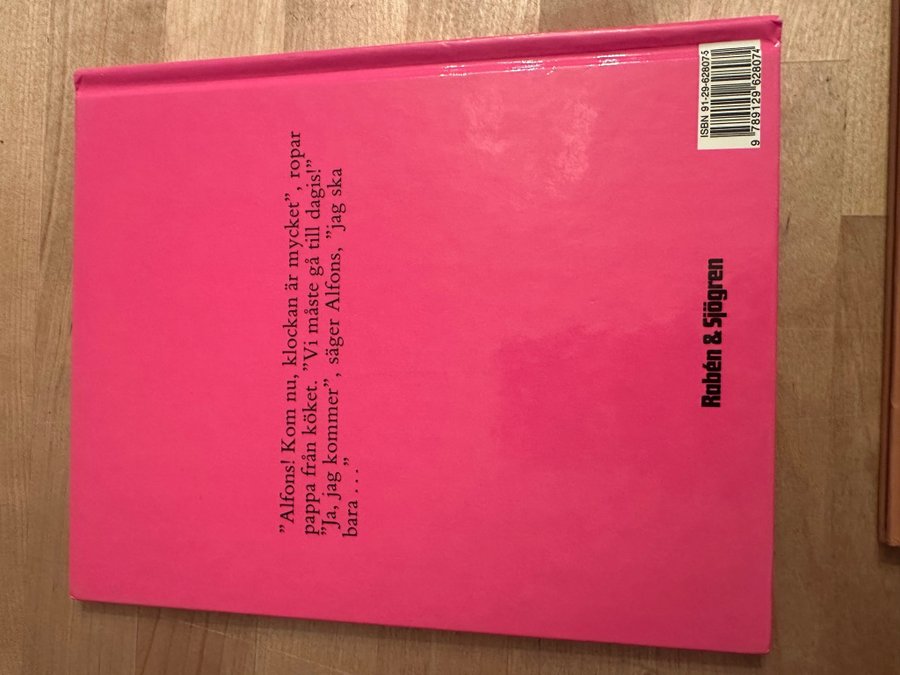 ”Alfons! Kom nu, klockan är mycket”, ropar
pappa från köket. ”Vi måste gå till dagis!”
”Ja, jag kommer”, säger Alfons, ”jag ska
bara . . .”
Rabén & Sjögren
ISBN 91-29-62807-5
9 789129 628074